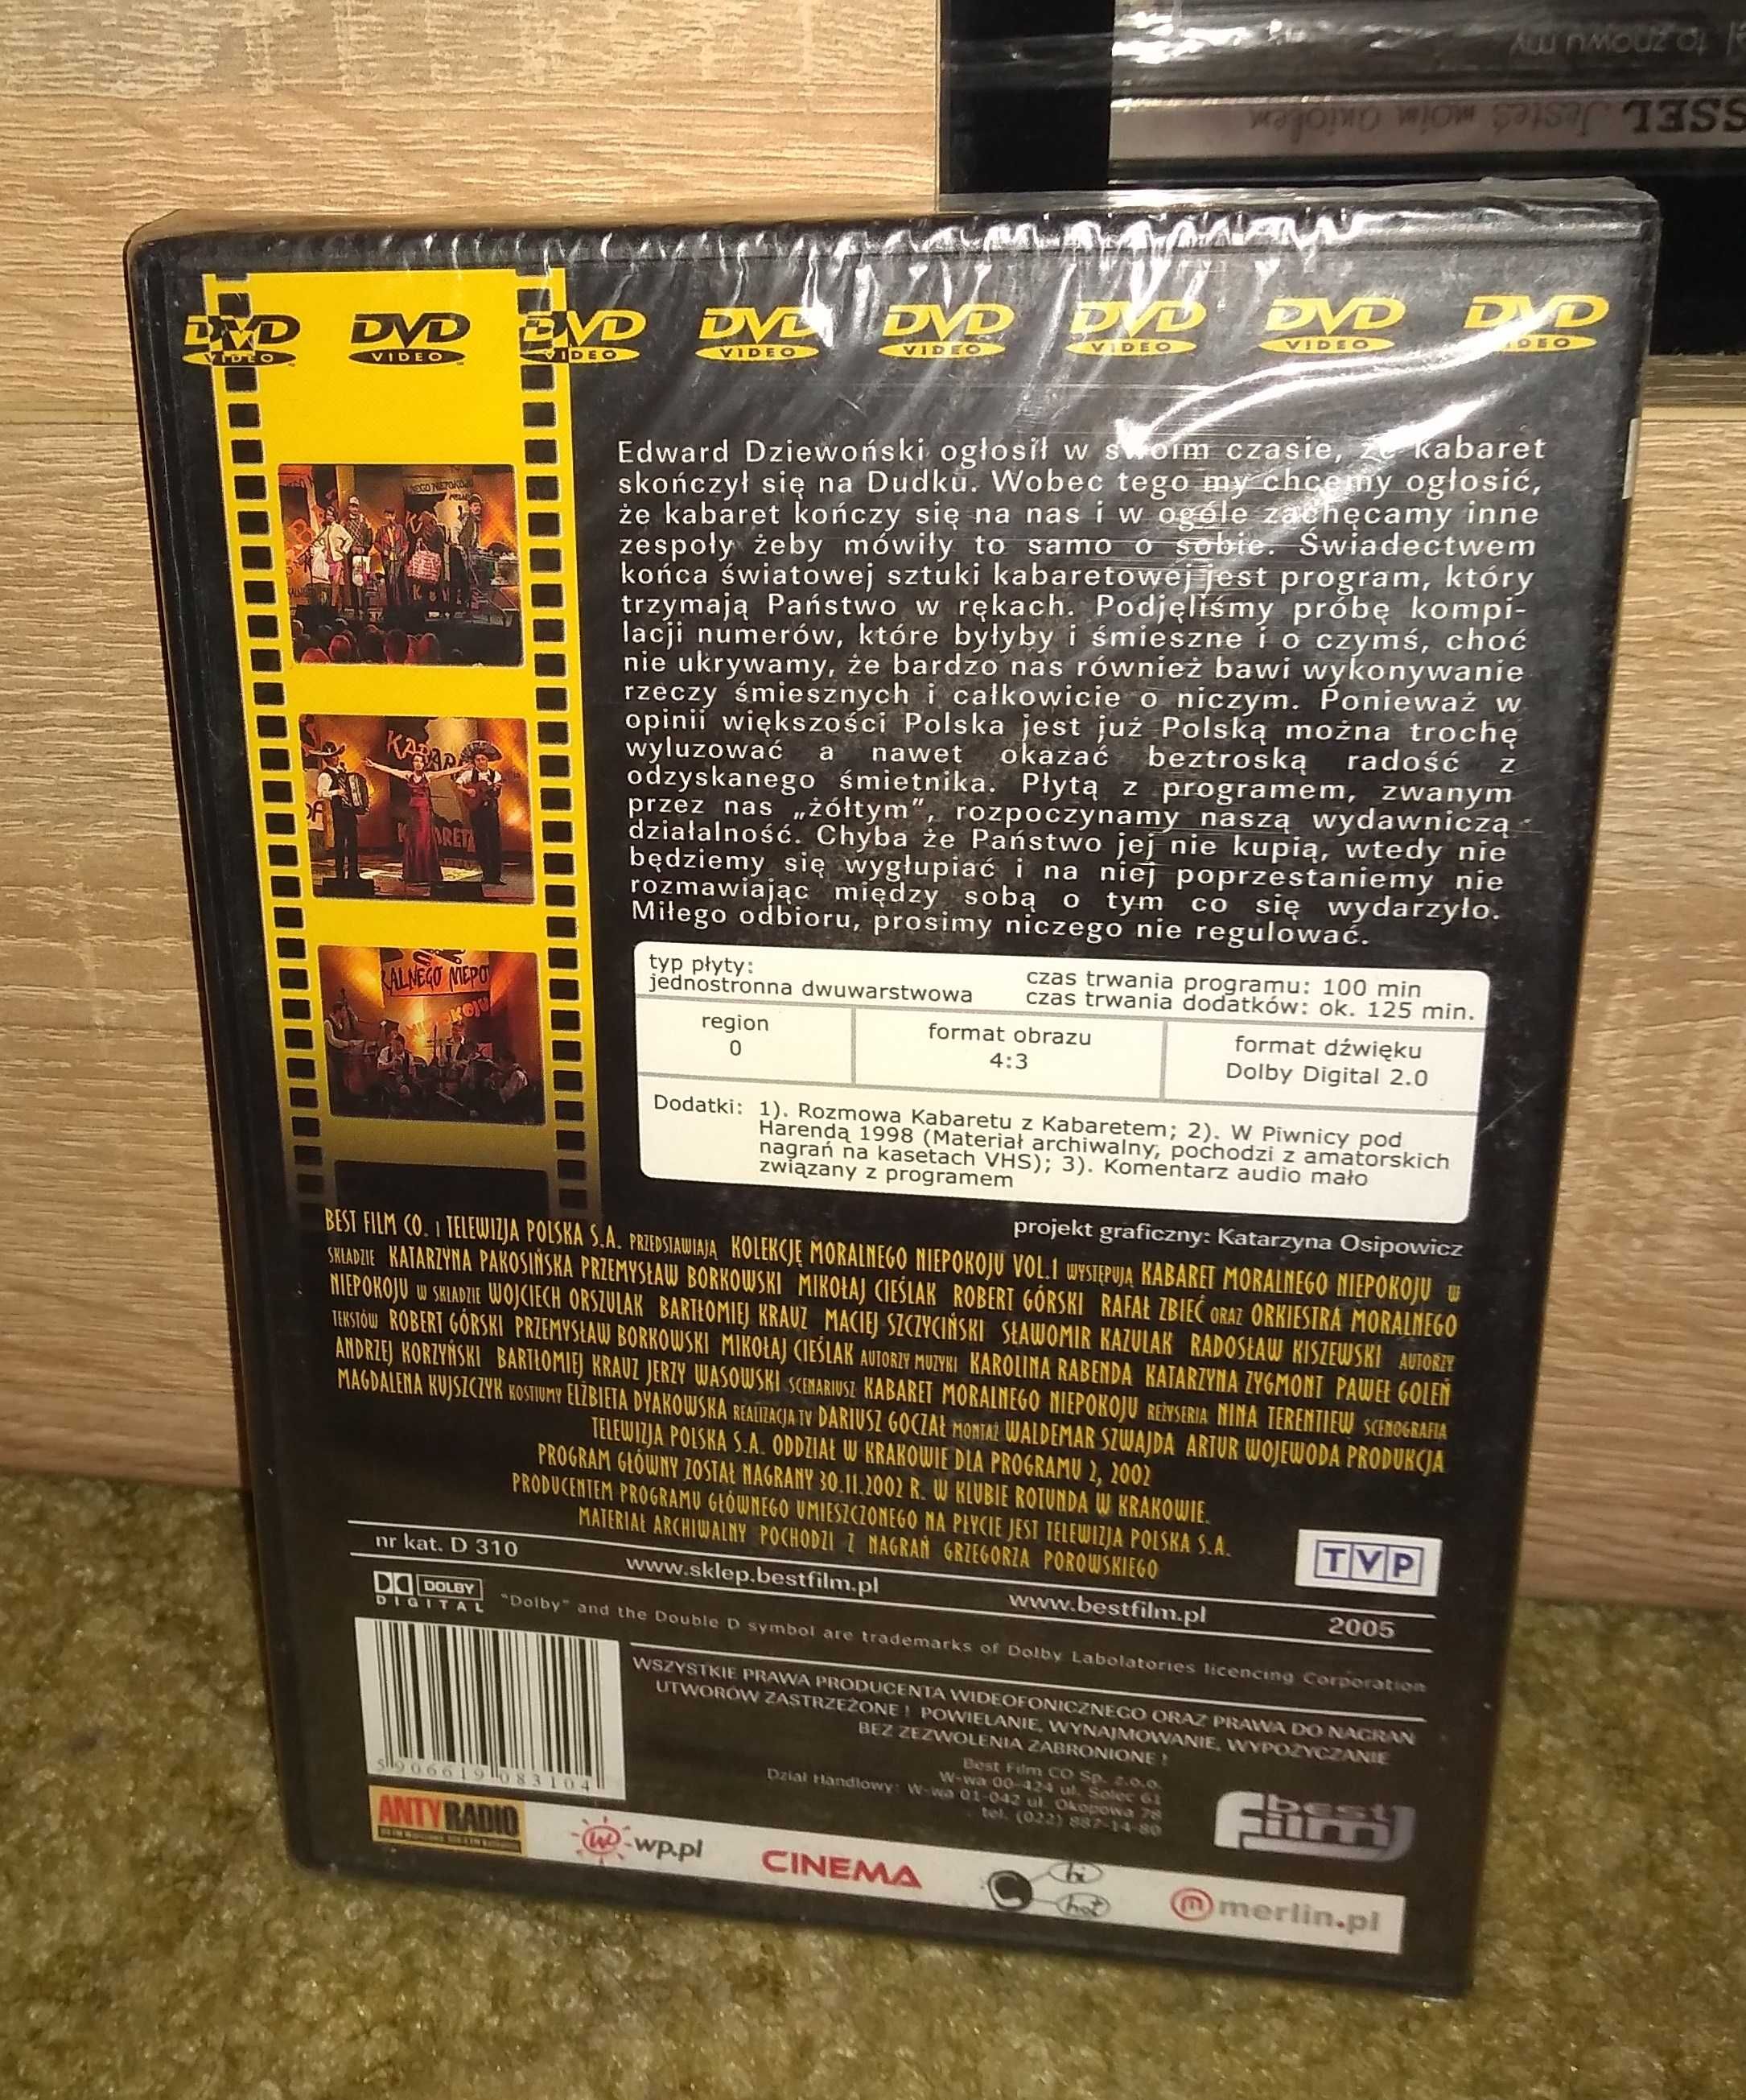 to znowu my
SSEL Jesteś moim aniołem
DVD VIDEO DVD VIDEO DVD VIDEO DVD VIDEO DVD VIDEO DVD VIDEO DVD VIDEO DVD VIDEO
Edward Dziewoński ogłosił w swoim czasie, że kabaret
skończył się na Dudku. Wobec tego my chcemy ogłosić,
że kabaret kończy się na nas i w ogóle zachęcamy inne
zespoły żeby mówiły to samo o sobie. Świadectwem
końca światowej sztuki kabaretowej jest program, który
trzymają Państwo w rękach. Podjęliśmy próbę kompi-
lacji numerów, które byłyby i śmieszne i o czymś, choć
nie ukrywamy, że bardzo nas również bawi wykonywanie
rzeczy śmiesznych i całkowicie o niczym. Ponieważ w
opinii większości Polska jest już Polską można trochę
wyluzować a nawet okazać beztroską radość z
odzyskanego śmietnika. Płytą z programem, zwanym
przez nas „żółtym”, rozpoczynamy naszą wydawniczą
działalność. Chyba że Państwo jej nie kupią, wtedy nie
będziemy się wygłupiać i na niej poprzestaniemy nie
rozmawiając między sobą o tym co się wydarzyło.
Miłego odbioru, prosimy niczego nie regulować.
typ płyty:
jednostronna dwuwarstwowa
czas trwania programu: 100 min
czas trwania dodatków: ok. 125 min.
region
0
format obrazu
4:3
format dźwięku
Dolby Digital 2.0
Dodatki: 1). Rozmowa Kabaretu z Kabaretem; 2). W Piwnicy pod
Harendą 1998 (Materiał archiwalny, pochodzi z amatorskich
nagrań na kasetach VHS); 3). Komentarz audio mało
związany z programem
projekt graficzny: Katarzyna Osipowicz
BEST FILM CO. I TELEWIZJA POLSKA S.A. PRZEDSTAWIAJĄ KOLEKCJĘ MORALNEGO NIEPOKOJU VOL.1 WYSTĘPUJĄ KABARET MORALNEGO NIEPOKOJU W
SKŁADZIE KATARZYNA PAKOSIŃSKA PRZEMYSŁAW BORKOWSKI MIKOŁAJ CIEŚLAK ROBERT GÓRSKI RAFAŁ ZBIEĆ ORAZ ORKIESTRA MORALNEGO
NIEPOKOJU W SKŁADZIE WOJCIECH ORSZULAK BARTŁOMIEJ KRAUZ MACIEJ SZCZYCIŃSKI SŁAWOMIR KAZULAK RADOSŁAW KISZEWSKI AUTORZY
TEKSTÓW ROBERT GÓRSKI PRZEMYSŁAW BORKOWSKI MIKOŁAJ CIEŚLAK AUTORZY MUZYKI KAROLINA RABENDA KATARZYNA ZYGMONT PAWEŁ GOLEŃ
ANDRZEJ KORZYŃSKI BARTŁOMIEJ KRAUZ JERZY WASOWSKI SCENARIUSZ KABARET MORALNEGO NIEPOKOJU REŻYSERIA NINA TERENTIEW SCENOGRAFIA
MAGDALENA KUJSZCZYK KOSTIUMY ELŻBIETA DYAKOWSKA REALIZACJA TV DARIUSZ GOCZAŁ MONTAŻ WALDEMAR SZWAJDA ARTUR WOJEWODA PRODUKCJA
TELEWIZJA POLSKA S.A. ODDZIAŁ W KRAKOWIE DLA PROGRAMU 2, 2002
PROGRAM GŁÓWNY ZOSTAŁ NAGRANY 30.11.2002 R. W KLUBIE ROTUNDA W KRAKOWIE.
PRODUCENTEM PROGRAMU GŁÓWNEGO UMIESZCZONEGO NA PŁYCIE JEST TELEWIZJA POLSKA S.A.
MATERIAŁ ARCHIWALNY POCHODZI Z NAGRAŃ GRZEGORZA POROWSKIEGO
TVP
nr kat. D 310
www.sklep.bestfilm.pl
www.bestfilm.pl
2005
DOLBY
DIGITAL
"Dolby" and the Double D symbol are trademarks of Dolby Labolatories licencing Corporation
WSZYSTKIE PRAWA PRODUCENTA WIDEOFONICZNEGO ORAZ PRAWA DO NAGRAN
UTWORÓW ZASTRZEŻONE ! POWIELANIE, WYNAJMOWANIE, WYPOŻYCZANIE
BEZ ZEZWOLENIA ZABRONIONE !
Best Film CO Sp. z.o.o.
W-wa 00-424 ul. Solec 61
Dział Handlowy: W-wa 01-042 ul. Okopowa 78
tel. (022) 887-14-80
5 906619 083104
best film
ANTYRADIO
wp.pl
CINEMA
hi
hot
merlin.pl